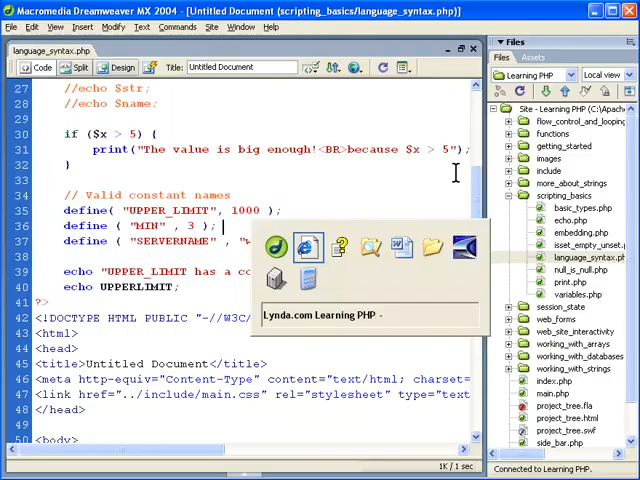 Macromedia Dreamweaver MX 2004 - [Untitled Document (scripting_basics/language_syntax.php)]
File Edit View Insert Modify Text Commands Site Window Help
language_syntax.php
Code Split Design Title: Untitled Document
27 //echo $str;
28 //echo $name;
29
30 if ($x > 5) {
31 print("The value is big enough!<BR>because $x > 5");
32 }
33
34 // Valid constant names
35 define( "UPPER_LIMIT", 1000 );
36 define ( "MIN" , 3 );
37 define ( "SERVERNAME" ,
38
39 echo "UPPER_LIMIT has a co
40 echo UPPERLIMIT;
41 ?>
42 <!DOCTYPE HTML PUBLIC "-//W3C/
43 <html>
44 <head>
45 <title>Untitled Document</title>
46 <meta http-equiv="Content-Type" content="text/html; charset=
47 <link href="../include/main.css" rel="stylesheet" type="text
48 </head>
49
50 <body>
1K / 1 sec
Lynda.com Learning PHP -
Files
Files Assets
Learning PHP Local view
Site - Learning PHP (C:\Apac
flow_control_and_looping
functions
getting_started
images
include
more_about_strings
scripting_basics
basic_types.php
echo.php
embedding.php
isset_empty_unset.
language_syntax.ph
null_is_null.php
print.php
variables.php
session_state
web_forms
web_site_interactivity
working_with_arrays
working_with_databases
working_with_strings
index.php
main.php
project_tree.fla
project_tree.html
project_tree.swf
side_bar.php
Connected to Learning PHP.